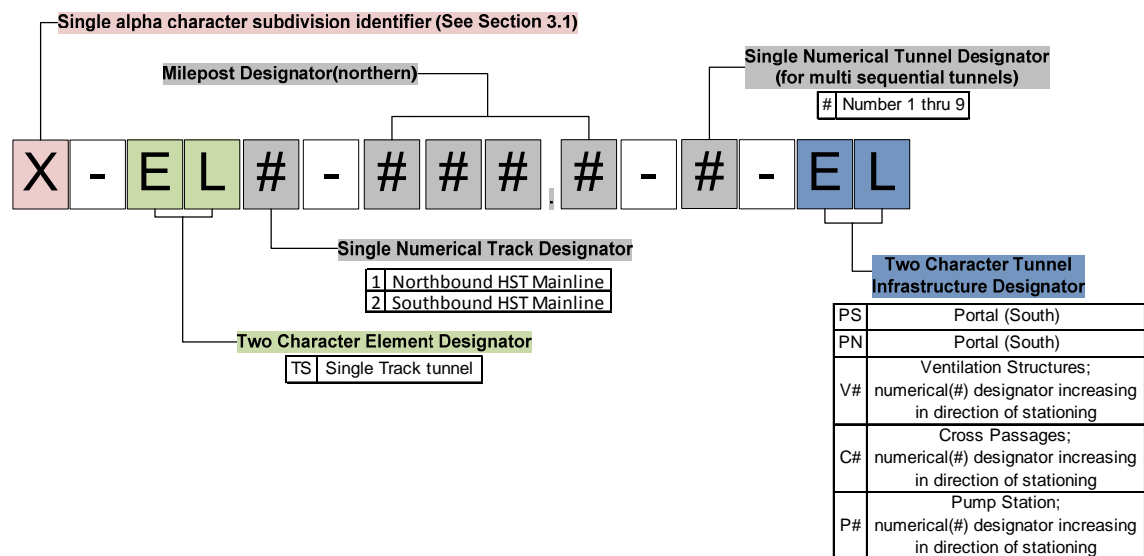 Single alpha character subdivision identifier (See Section 3.1)
Milepost Designator(northern)
Single Numerical Tunnel Designator
(for multi sequential tunnels)
# Number 1 thru 9
X - E L # - # # # . # - # - E L
Single Numerical Track Designator
1 Northbound HST Mainline
2 Southbound HST Mainline
Two Character Element Designator
TS Single Track tunnel
Two Character Tunnel
Infrastructure Designator
PS Portal (South)
PN Portal (South)
V# Ventilation Structures;
numerical(#) designator increasing
in direction of stationing
C# Cross Passages;
numerical(#) designator increasing
in direction of stationing
P# Pump Station;
numerical(#) designator increasing
in direction of stationing